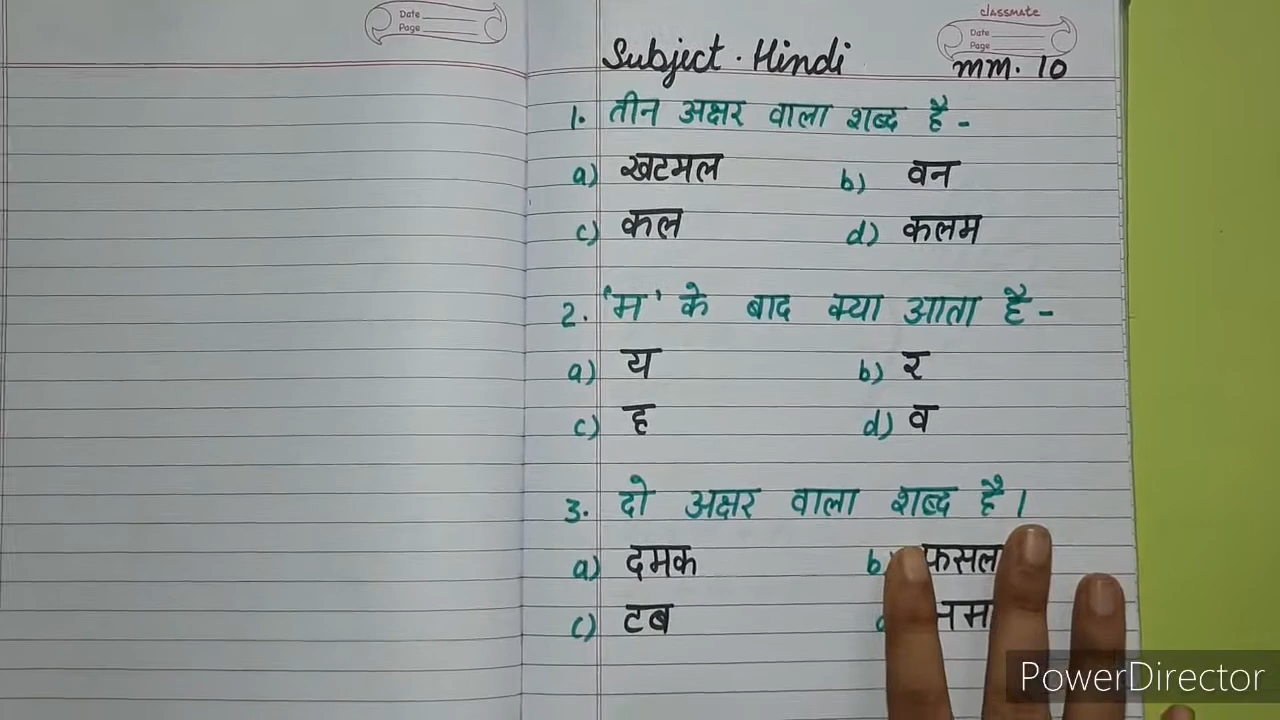 Date
Page
classmate
Date
Page
Subject . Hindi
mm. 10
1. तीन अक्षर वाला शब्द है -
a) खटमल b) वन
c) कल d) कलम
2. 'म' के बाद क्या आता है -
a) य b) र
c) ह d) व
3. दो अक्षर वाला शब्द है।
a) दमक b) फसल
c) टब
PowerDirector